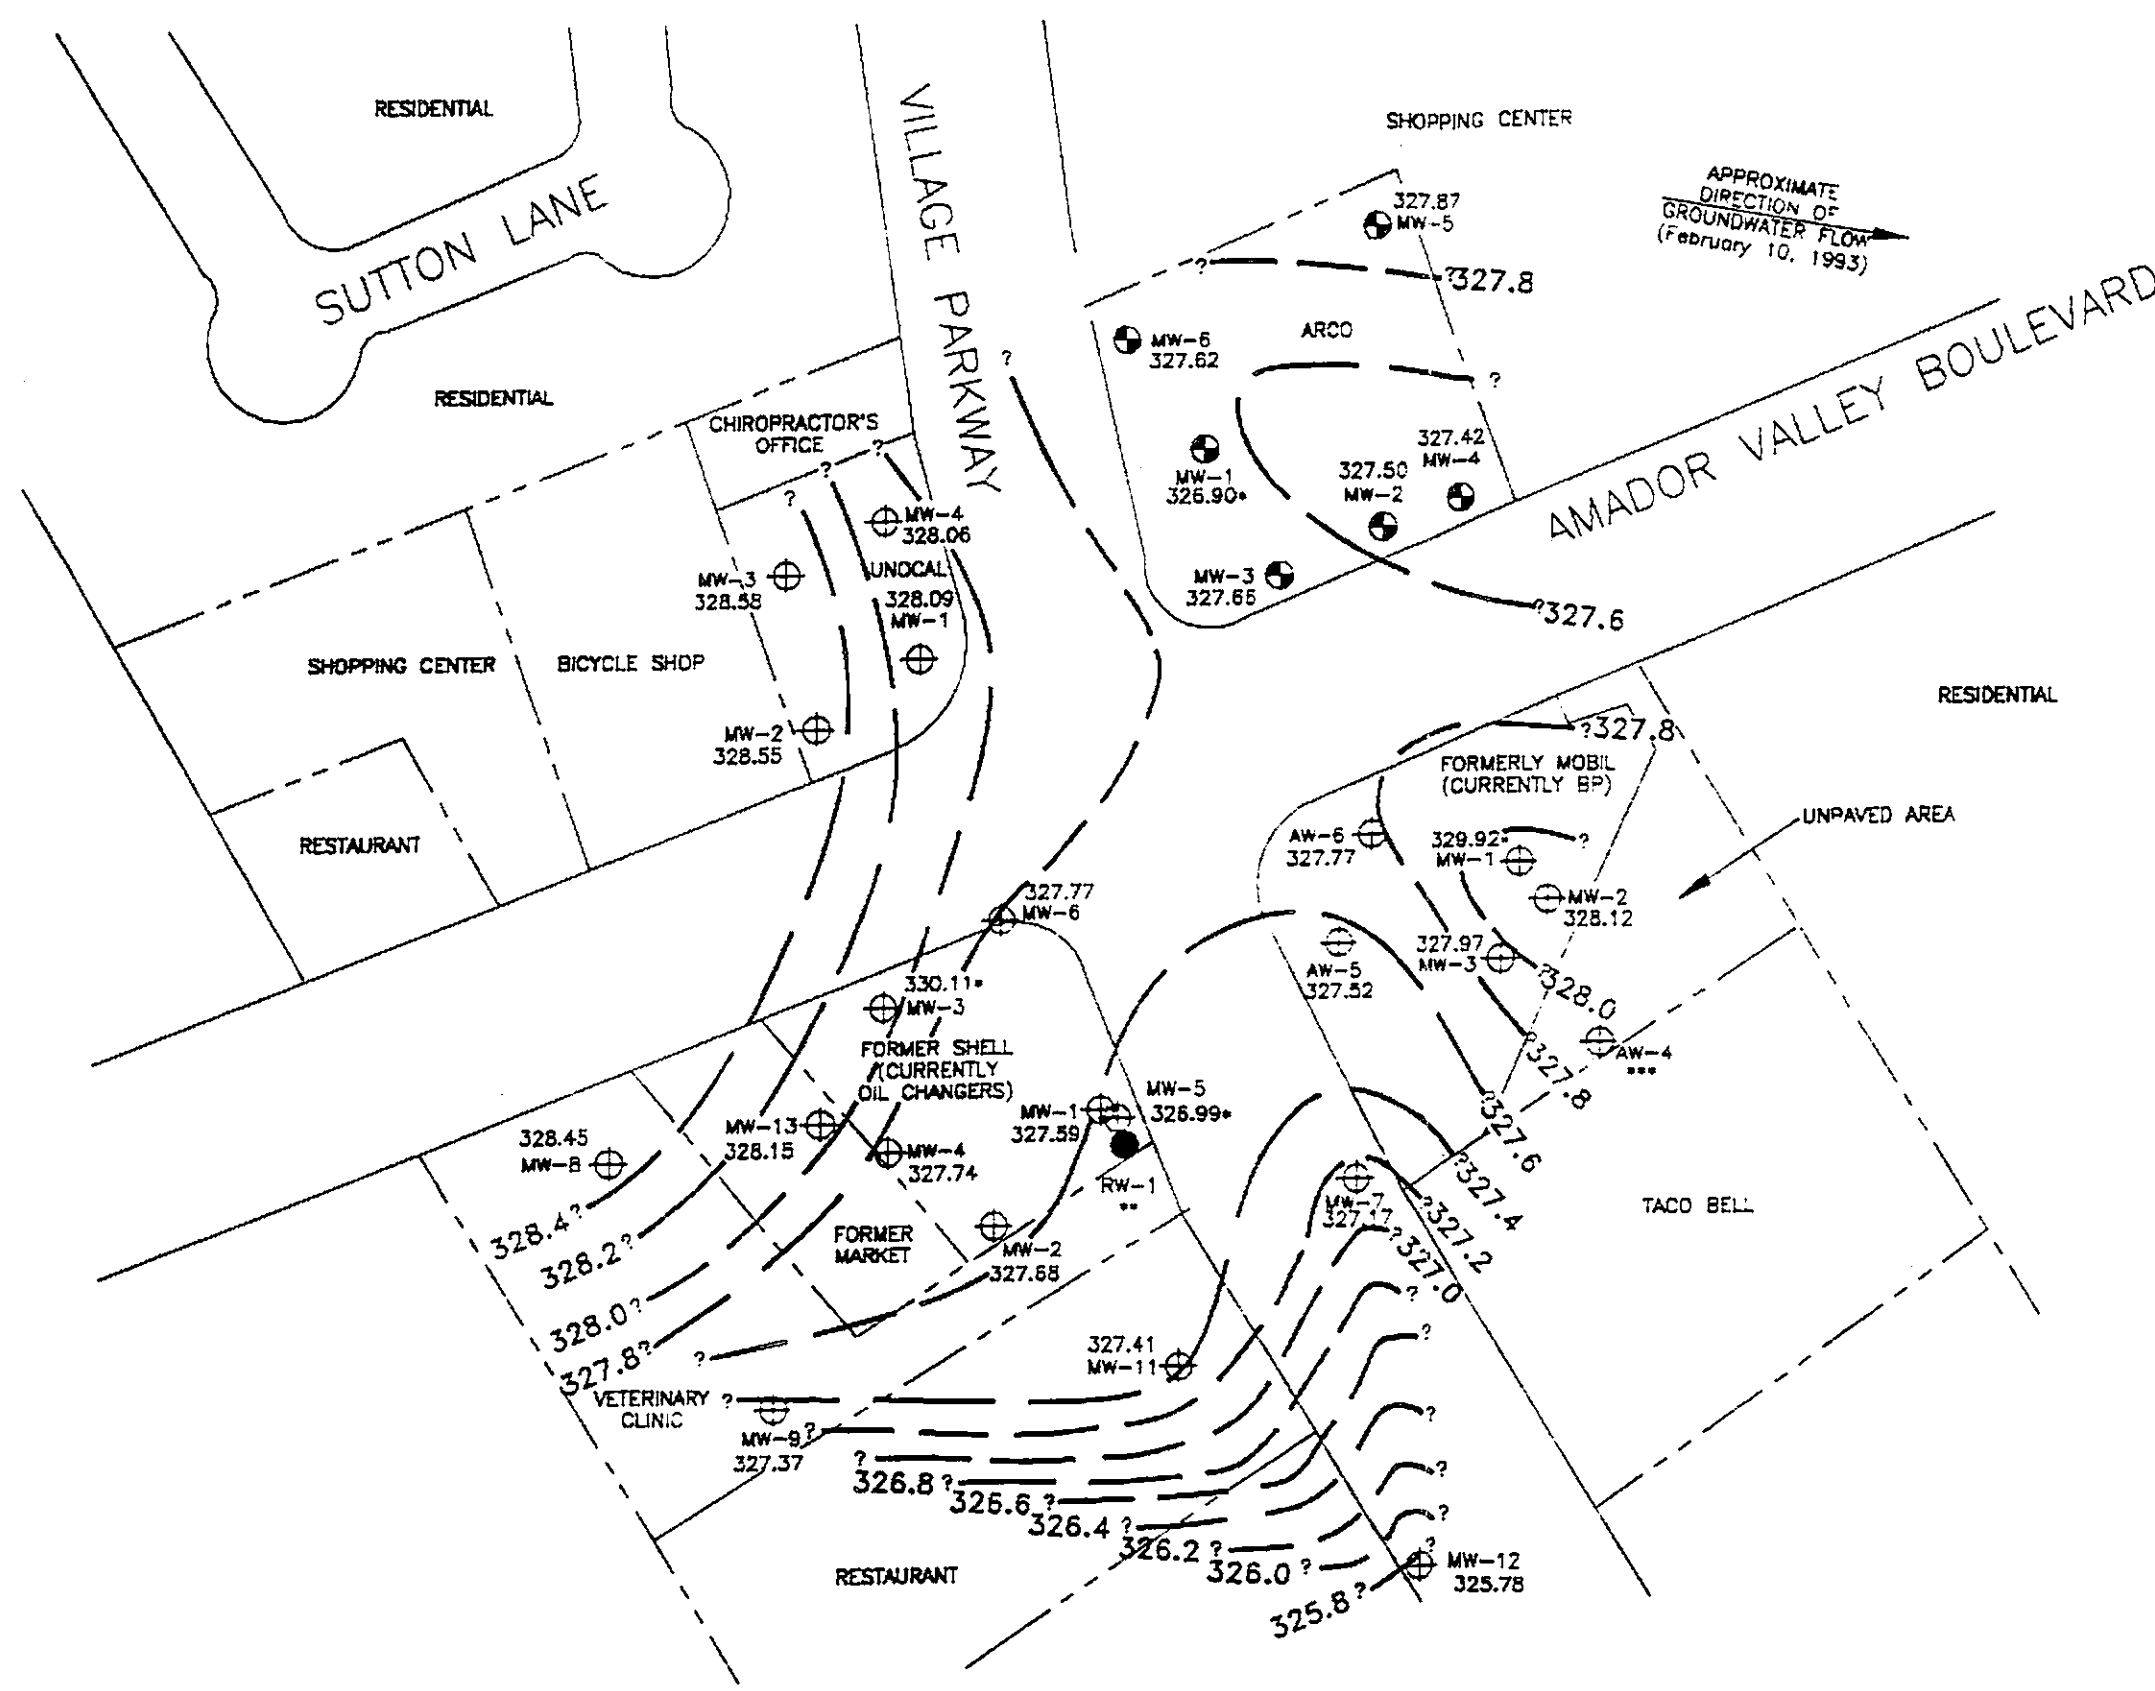 RESIDENTIAL
SHOPPING CENTER
VILLAGE PARKWAY
SUTTON LANE
APPROXIMATE
DIRECTION OF
GROUNDWATER FLOW
(February 10, 1993)
327.87
MW-5
?
?327.8
ARCO
MW-6
327.62
?
?
AMADOR VALLEY BOULEVARD
RESIDENTIAL
CHIROPRACTOR'S
OFFICE
?
?
?
MW-1
326.90*
327.42
MW-4
327.50
MW-2
MW-4
328.06
UNOCAL
MW-3
328.58
328.09
MW-1
MW-3
327.65
?327.6
SHOPPING CENTER
BICYCLE SHOP
MW-2
328.55
RESIDENTIAL
?327.8
FORMERLY MOBIL
(CURRENTLY BP)
UNPAVED AREA
RESTAURANT
AW-6
327.77
329.92*
MW-1
?
MW-2
328.12
327.77
MW-6
AW-5
327.52
327.97
MW-3
?328.0
330.11*
MW-3
FORMER SHELL
(CURRENTLY
OIL CHANGERS)
AW-4
***
?327.8
?327.6
?327.4
?327.2
?327.0
MW-1
327.59
MW-5
326.99*
328.45
MW-8
MW-13
328.15
MW-4
327.74
RW-1
**
MW-7
327.17
TACO BELL
328.4?
328.2?
328.0?
327.8?
FORMER
MARKET
MW-2
327.68
?
?
?
327.41
MW-11
VETERINARY
CLINIC
?
MW-9
327.37
?
?
326.8?
326.6?
326.4?
326.2?
326.0?
325.8?
?
?
?
?
MW-12
325.78
RESTAURANT